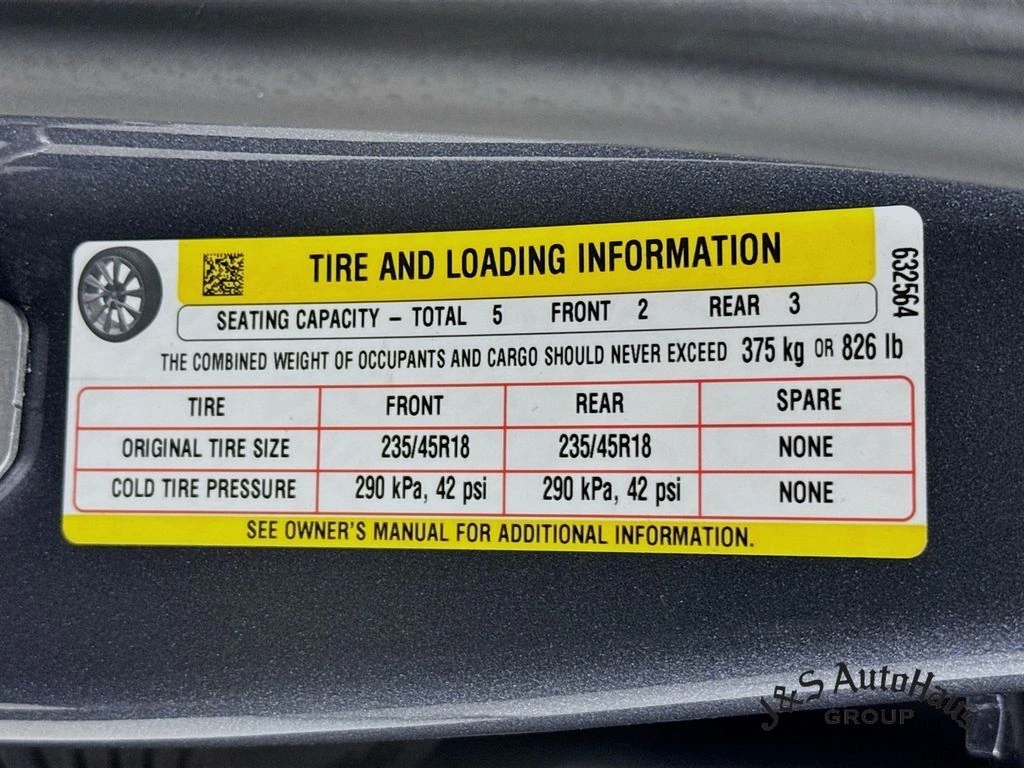 TIRE AND LOADING INFORMATION
632564
SEATING CAPACITY – TOTAL 5 FRONT 2 REAR 3
THE COMBINED WEIGHT OF OCCUPANTS AND CARGO SHOULD NEVER EXCEED 375 kg OR 826 lb
TIRE FRONT REAR SPARE
ORIGINAL TIRE SIZE 235/45R18 235/45R18 NONE
COLD TIRE PRESSURE 290 kPa, 42 psi 290 kPa, 42 psi NONE
SEE OWNER'S MANUAL FOR ADDITIONAL INFORMATION.
J&S AutoHaus
GROUP